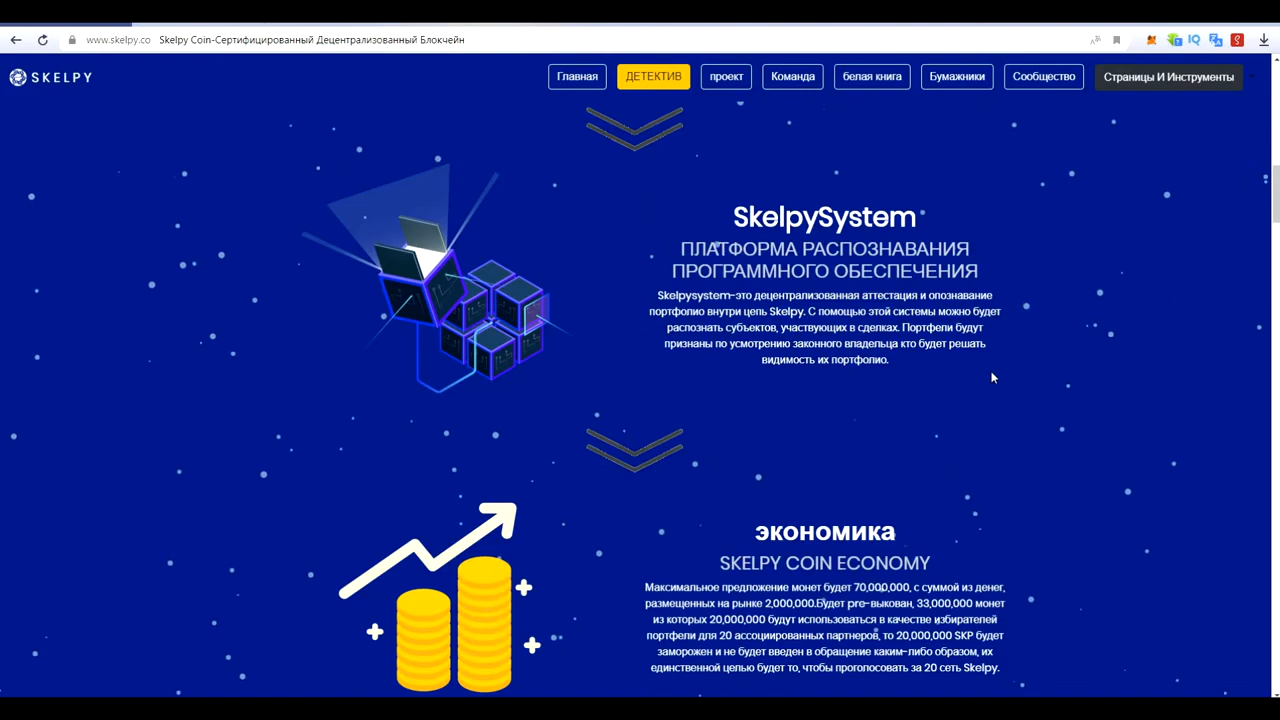 www.skelpy.co Skelpy Coin-Сертифицированный Децентрализованный Блокчейн
SKELPY
Главная
ДЕТЕКТИВ
проект
Команда
белая книга
Бумажники
Сообщество
Страницы И Инструменты
SkelpySystem
ПЛАТФОРМА РАСПОЗНАВАНИЯ
ПРОГРАММНОГО ОБЕСПЕЧЕНИЯ
Skelpysystem-это децентрализованная аттестация и опознавание
портфолио внутри цепь Skelpy. С помощью этой системы можно будет
распознать субъектов, участвующих в сделках. Портфели будут
признаны по усмотрению законного владельца кто будет решать
видимость их портфолио.
экономика
SKELPY COIN ECONOMY
Максимальное предложение монет будет 70,000,000, с суммой из денег,
размещенных на рынке 2,000,000.Будет pre-выкован, 33,000,000 монет
из которых 20,000,000 будут использоваться в качестве избирателей
портфели для 20 ассоциированных партнеров, то 20,000,000 SKP будет
заморожен и не будет введен в обращение каким-либо образом, их
единственной целью будет то, чтобы проголосовать за 20 сеть Skelpy.